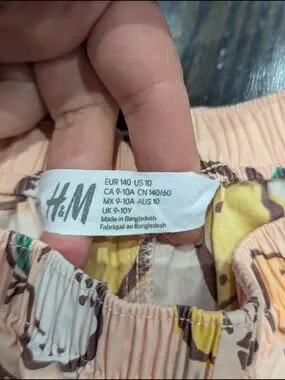 H&M
EUR 140 US 10
CA 9-10A CN 140/60
MX 9-10A AUS 10
UK 9-10Y
Made in Bangladesh
Fabriqué au Bangladesh